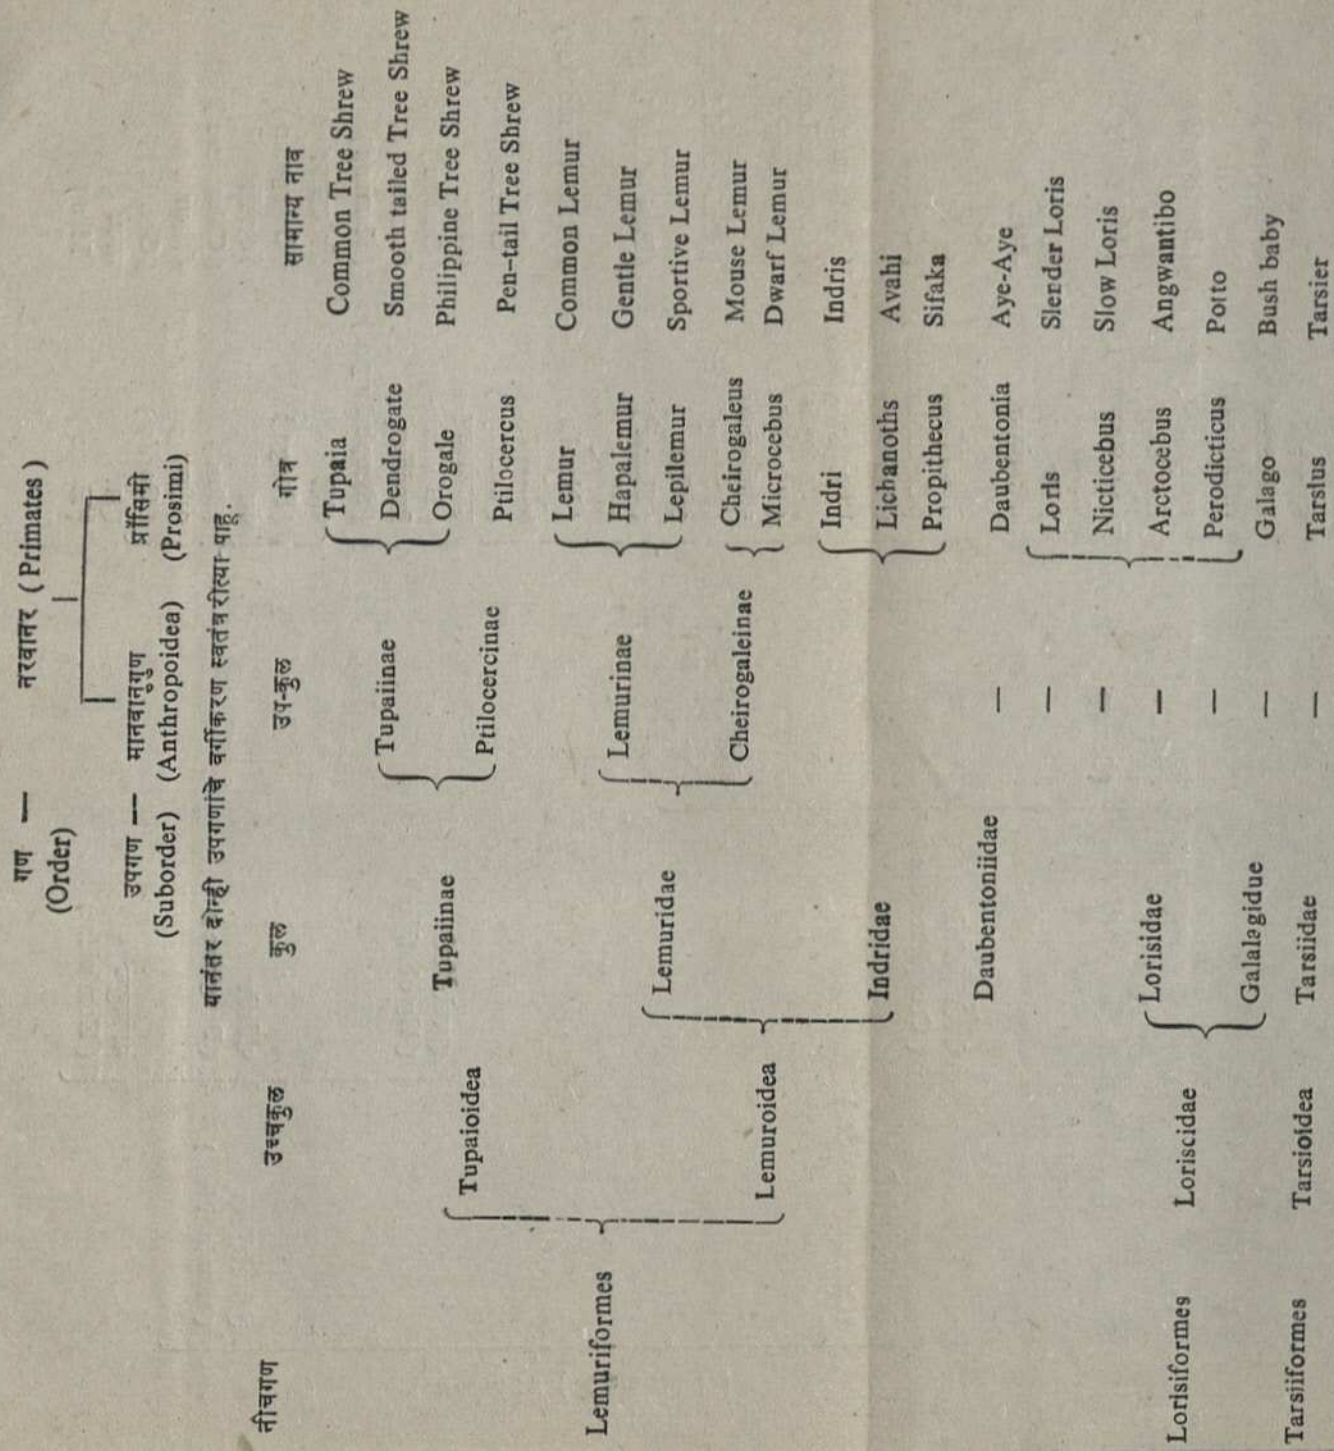 गण — नरवानर ( Primates )
(Order)
उपगण — मानवानुगुण प्रॉसिमी
(Suborder) (Anthropoidea) (Prosimi)
यानंतर दोन्ही उपगणांचे वर्गीकरण स्वतंत्ररीत्या पाहू.
नीचगण उच्चकुल कुल उप-कुल गोत्र सामान्य नाव
Tupaia Common Tree Shrew
Tupaiinae Dendrogate Smooth tailed Tree Shrew
Tupaiinae Orogale Philippine Tree Shrew
Tupaioidea Ptilocercinae Ptilocercus Pen-tail Tree Shrew
Lemur Common Lemur
Lemuriformes Lemurinae Hapalemur Gentle Lemur
Lemuridae Lepilemur Sportive Lemur
Cheirogaleinae Cheirogaleus Mouse Lemur
Lemuroidea Microcebus Dwarf Lemur
Indri Indris
Indridae Lichanoths Avahi
Propithecus Sifaka
Daubentoniidae — Daubentonia Aye-Aye
— Loris Slerder Loris
— Nicticebus Slow Loris
Lorisidae — Arctocebus Angwantibo
Lorisiformes Loriscidae — Perodicticus Potto
Galalagidue — Galago Bush baby
Tarsiiformes Tarsioidea Tarsiidae — Tarslus Tarsier